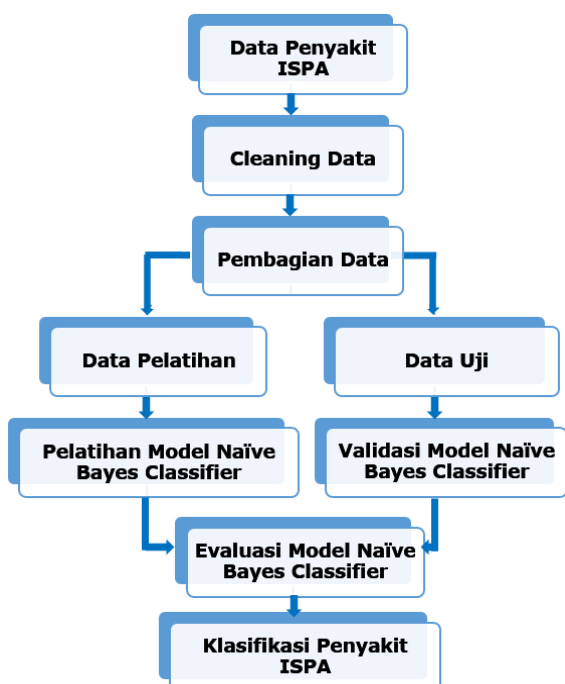 Data Penyakit
ISPA
Cleaning Data
Pembagian Data
Data Pelatihan
Data Uji
Pelatihan Model Naïve
Bayes Classifier
Validasi Model Naïve
Bayes Classifier
Evaluasi Model Naïve
Bayes Classifier
Klasifikasi Penyakit
ISPA